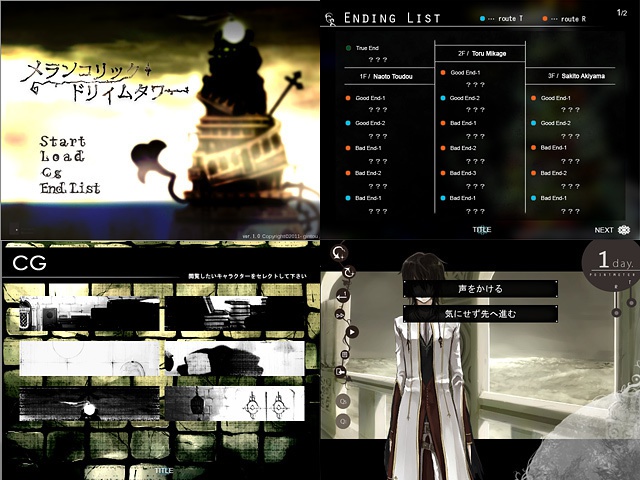 メランコリック
ドリイムタワー
Start
Load
Cg
End List
ENDING LIST
route T
route R
1/2
True End
? ? ?
1F / Naoto Toudou
Good End-1
? ? ?
Good End-2
? ? ?
Bad End-1
? ? ?
Bad End-2
? ? ?
Bad End-1
? ? ?
2F / Toru Mikage
Good End-1
? ? ?
Good End-2
? ? ?
Bad End-1
? ? ?
Bad End-2
? ? ?
Bad End-3
? ? ?
Bad End-1
? ? ?
3F / Sakito Akiyama
Good End-1
? ? ?
Good End-2
? ? ?
Bad End-1
? ? ?
Bad End-2
? ? ?
Bad End-1
? ? ?
TITLE
NEXT
CG
閲覧したいキャラクターをセレクトして下さい
TITLE
1 day.
声をかける
気にせず先へ進む